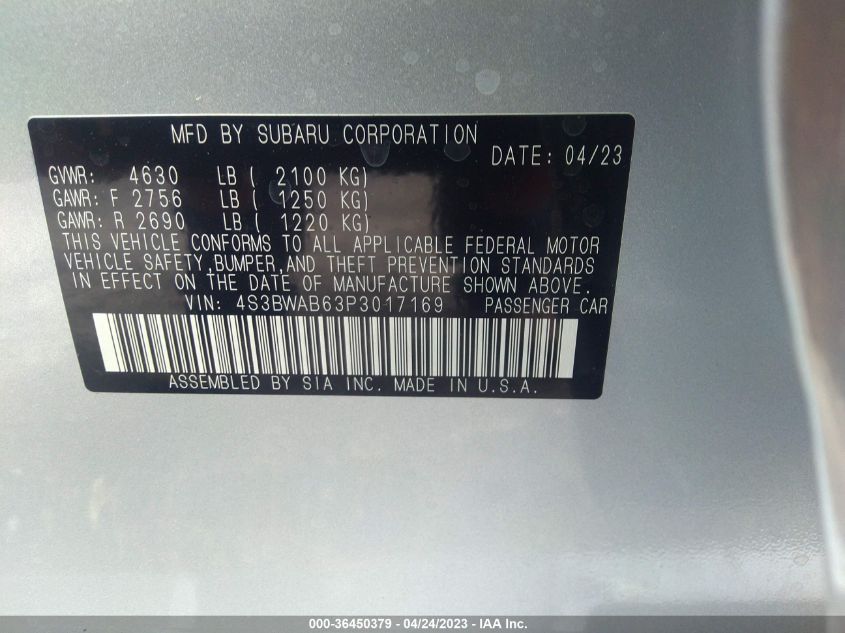 MFD BY SUBARU CORPORATION
DATE: 04/23
GVWR: 4630 LB ( 2100 KG)
GAWR: F 2756 LB ( 1250 KG)
GAWR: R 2690 LB ( 1220 KG)
THIS VEHICLE CONFORMS TO ALL APPLICABLE FEDERAL MOTOR
VEHICLE SAFETY,BUMPER,AND THEFT PREVENTION STANDARDS
IN EFFECT ON THE DATE OF MANUFACTURE SHOWN ABOVE.
VIN: 4S3BWAB63P3017169 PASSENGER CAR
ASSEMBLED BY SIA INC. MADE IN U.S.A.
000-36450379 - 04/24/2023 - IAA Inc.